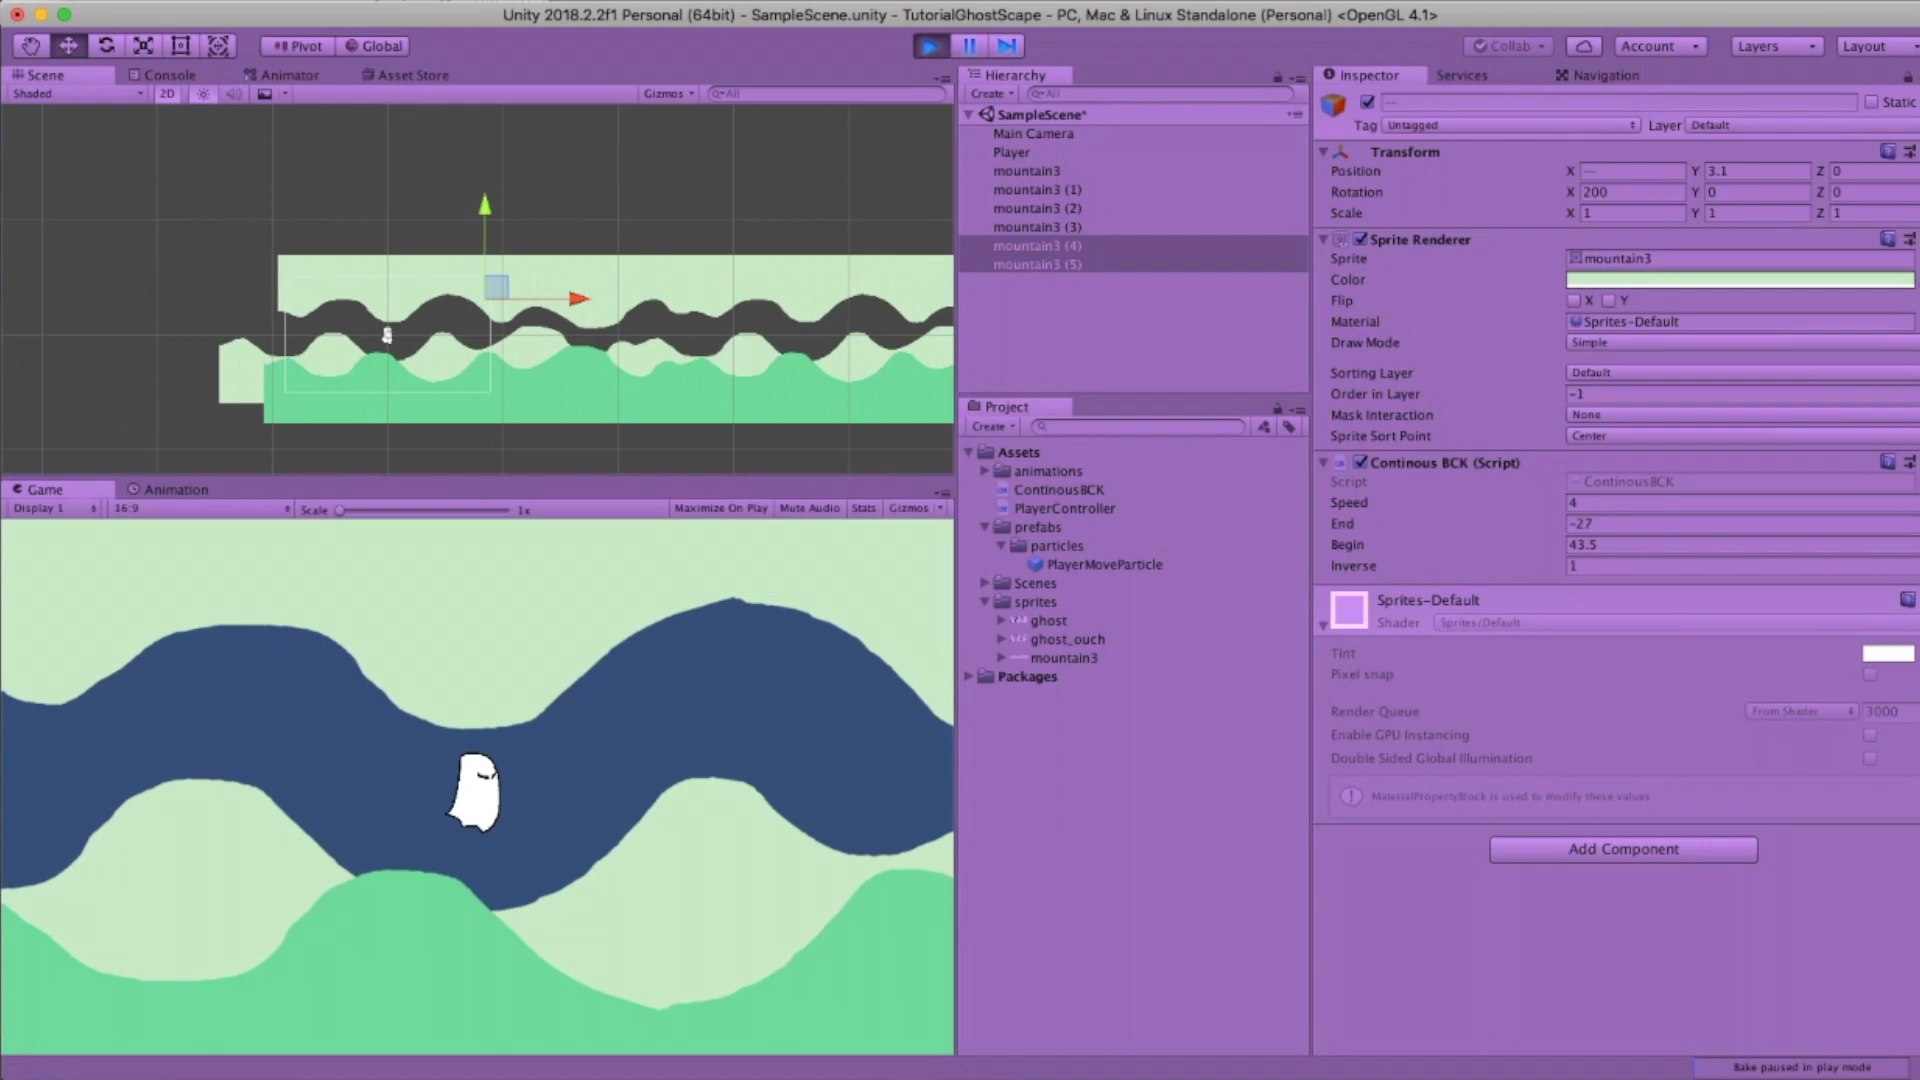 Unity 2018.2.2f1 Personal (64bit) - SampleScene.unity - TutorialGhostScape - PC, Mac & Linux Standalone (Personal) <OpenGL 4.1>
Pivot Global Collab Account Layers Layout
Scene Console Animator Asset Store
Shaded 2D Gizmos All
Hierarchy
Create All
SampleScene*
Main Camera
Player
mountain3
mountain3 (1)
mountain3 (2)
mountain3 (3)
mountain3 (4)
mountain3 (5)
Game Animation
Display 1 16:9 Scale 1x Maximize On Play Mute Audio Stats Gizmos
Project
Create
Assets
animations
ContinousBCK
PlayerController
prefabs
particles
PlayerMoveParticle
Scenes
sprites
ghost
ghost_ouch
mountain3
Packages
Inspector Services Navigation
— Static
Tag Untagged Layer Default
Transform
Position X — Y 3.1 Z 0
Rotation X 200 Y 0 Z 0
Scale X 1 Y 1 Z 1
Sprite Renderer
Sprite mountain3
Color
Flip X Y
Material Sprites-Default
Draw Mode Simple
Sorting Layer Default
Order in Layer -1
Mask Interaction None
Sprite Sort Point Center
Continous BCK (Script)
Script — ContinousBCK
Speed 4
End -27
Begin 43.5
Inverse 1
Sprites-Default
Shader Sprites/Default
Tint
Pixel snap
Render Queue From Shader 3000
Enable GPU Instancing
Double Sided Global Illumination
MaterialPropertyBlock is used to modify these values
Add Component
Bake paused in play mode